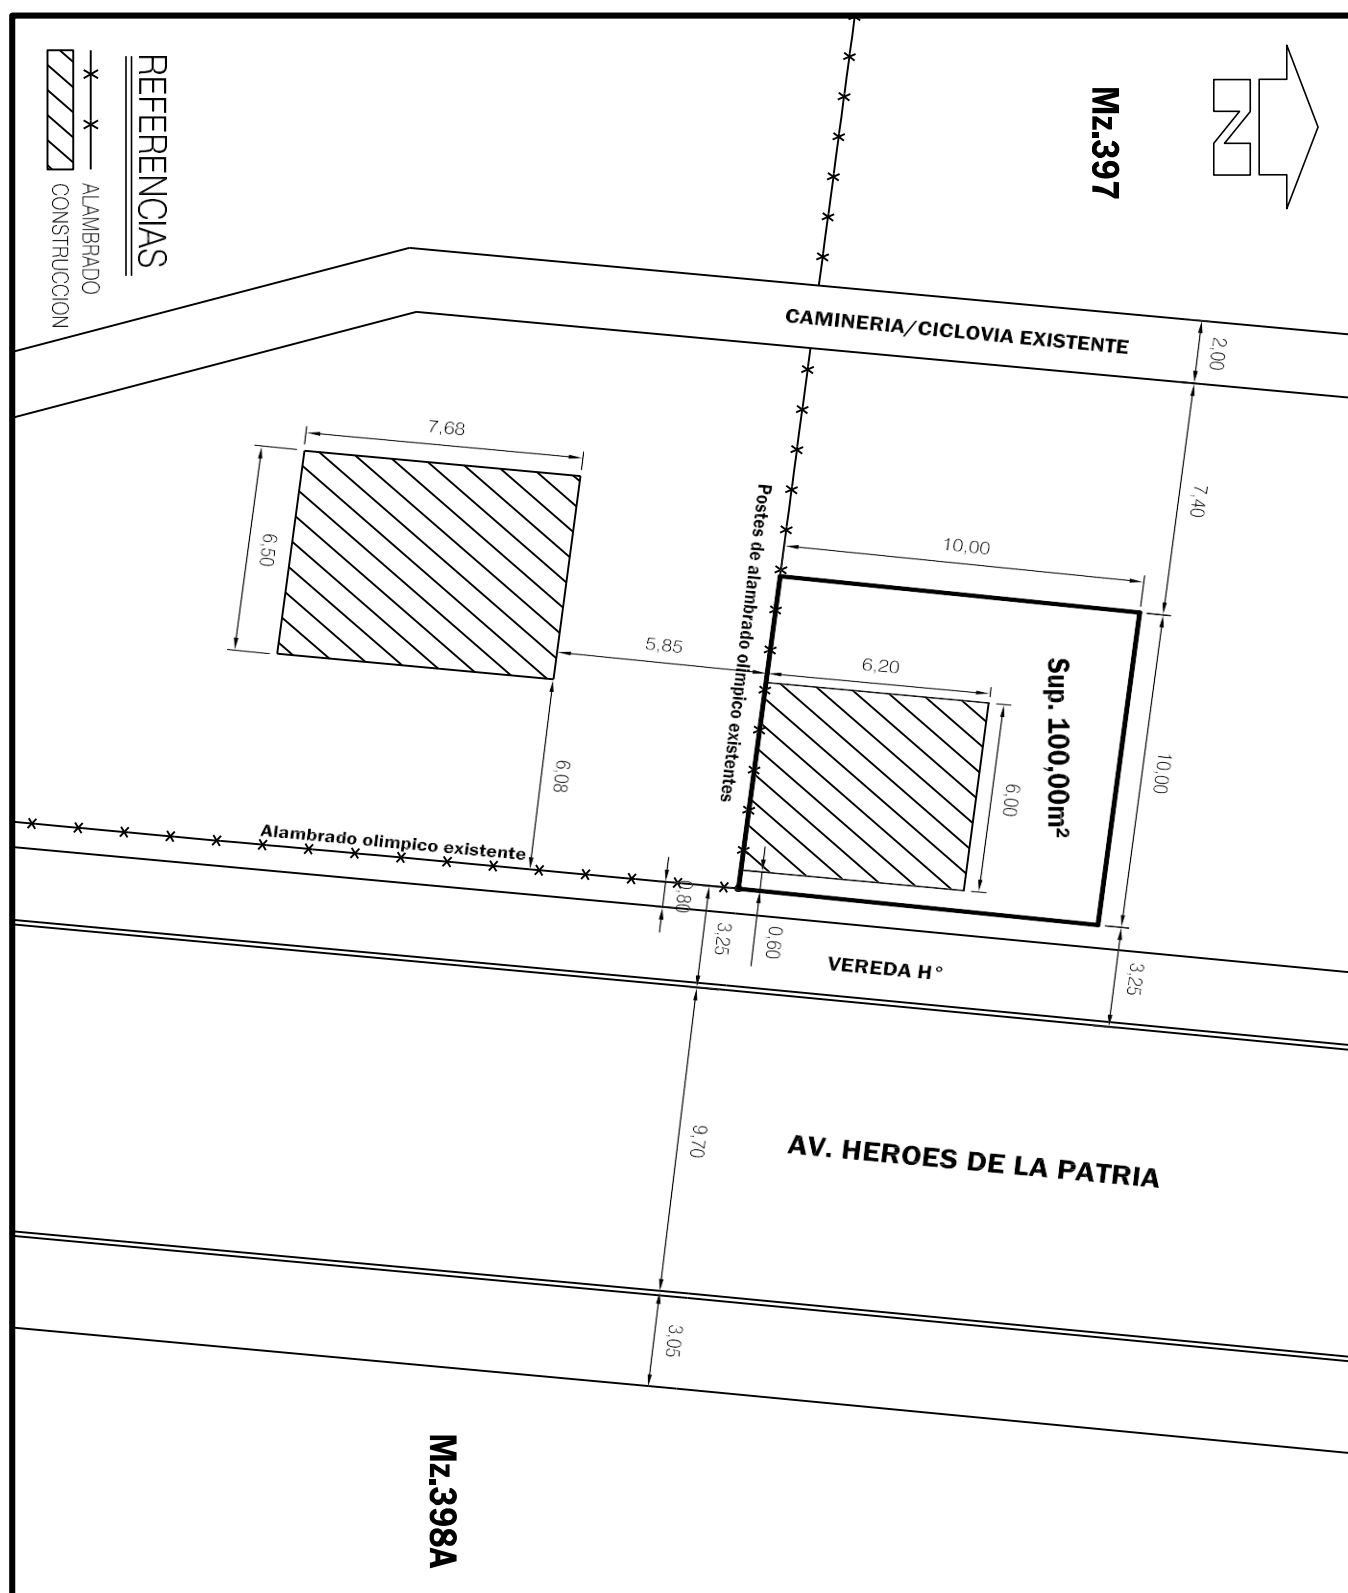 N
Mz.397
REFERENCIAS
ALAMBRADO
CONSTRUCCION
CAMINERIA/CICLOVIA EXISTENTE
2,00
7,40
7,68
6,50
10,00
Postes de alambrado olimpico existentes
5,85
6,20
Sup. 100,00m²
10,00
6,00
6,08
Alambrado olimpico existente
0,80
3,25
0,60
VEREDA H°
3,25
9,70
AV. HEROES DE LA PATRIA
3,05
Mz.398A